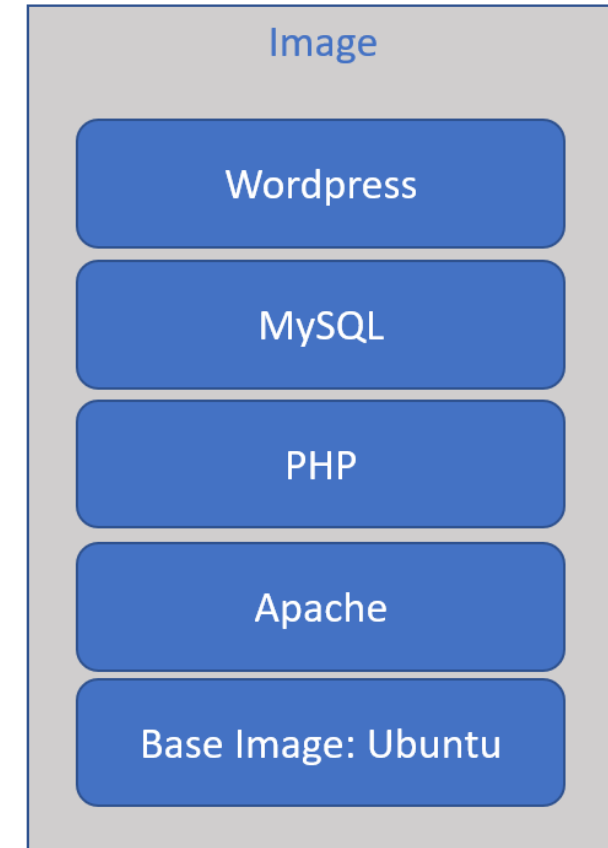 Image
Wordpress
MySQL
PHP
Apache
Base Image: Ubuntu